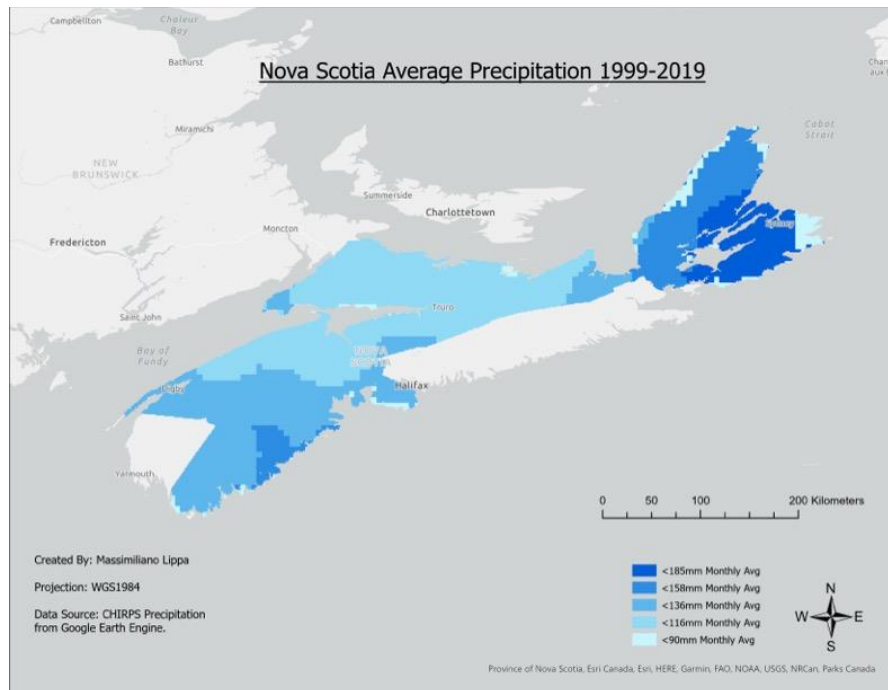 Campbellton
Chaleur
Bay
Bathurst
Nova Scotia Average Precipitation 1999-2019
Miramichi
Cabot
Strait
NEW
BRUNSWICK
Summerside
Charlottetown
Sydney
Fredericton
Moncton
Truro
Saint John
Bay of
Fundy
NOVA
SCOTIA
Digby
Halifax
Yarmouth
0 50 100 200 Kilometers
Created By: Massimiliano Lippa
Projection: WGS1984
Data Source: CHIRPS Precipitation
from Google Earth Engine.
<185mm Monthly Avg
<158mm Monthly Avg
<136mm Monthly Avg
<116mm Monthly Avg
<90mm Monthly Avg
N
W E
S
Province of Nova Scotia, Esri Canada, Esri, HERE, Garmin, FAO, NOAA, USGS, NRCan, Parks Canada